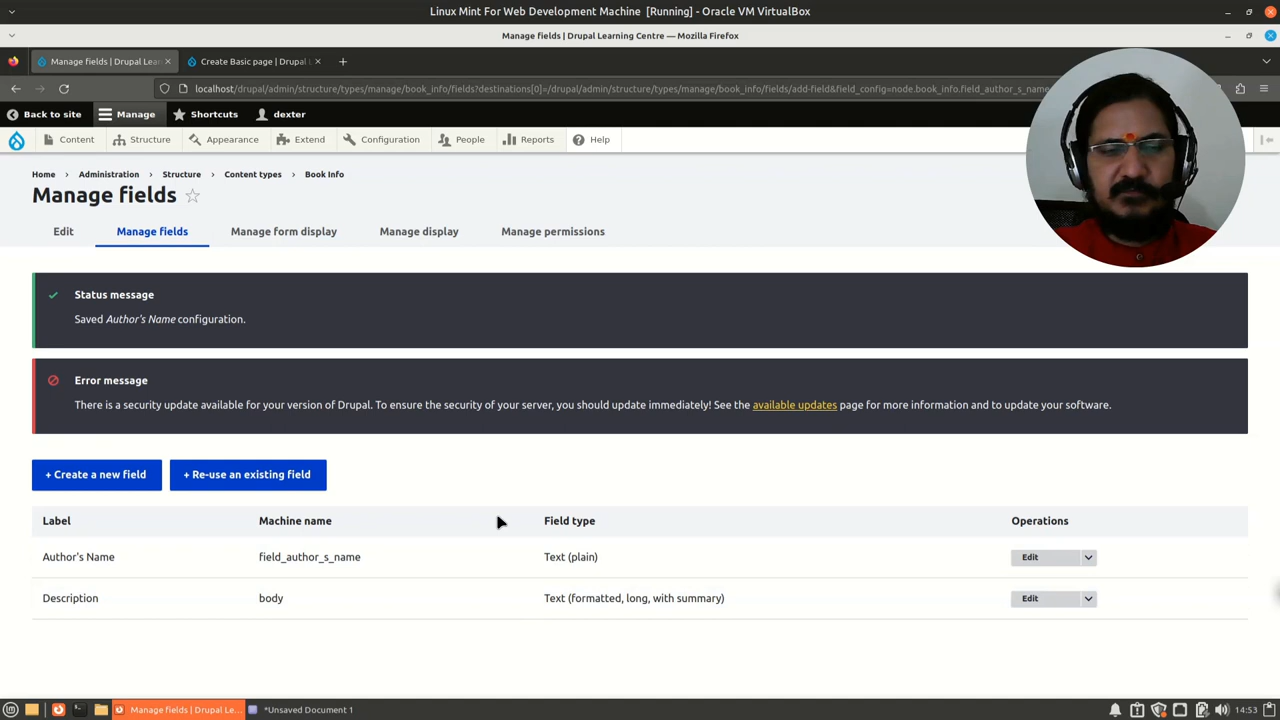 Linux Mint For Web Development Machine [Running] - Oracle VM VirtualBox
Manage fields | Drupal Learning Centre — Mozilla Firefox
Manage fields | Drupal Lear
Create Basic page | Drupal L
localhost/drupal/admin/structure/types/manage/book_info/fields?destinations[0]=/drupal/admin/structure/types/manage/book_info/fields/add-field&field_config=node.book_info.field_author_s_name
Back to site
Manage
Shortcuts
dexter
Content
Structure
Appearance
Extend
Configuration
People
Reports
Help
Home > Administration > Structure > Content types > Book Info
Manage fields
Edit
Manage fields
Manage form display
Manage display
Manage permissions
Status message
Saved Author's Name configuration.
Error message
There is a security update available for your version of Drupal. To ensure the security of your server, you should update immediately! See the available updates page for more information and to update your software.
+ Create a new field
+ Re-use an existing field
Label Machine name Field type Operations
Author's Name field_author_s_name Text (plain) Edit
Description body Text (formatted, long, with summary) Edit
Manage fields | Drupal Le...
*Unsaved Document 1
14:53